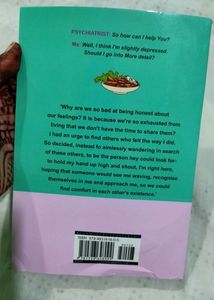 PSYCHIATRIST: So how can I help You?
Me: Well, I think I'm slightly depressed.
Should I go into More detail?
'Why are we so bad at being honest about
our feelings? It is because we're so exhausted from
living that we don't have the time to share them?
I had an urge to find others who felt the way I did.
So decided, instead fo aimlessly wandering in search
of these others, to be the person hey could look for-
to hold my hand up high and shout, I'm right here,
hoping that someone would see me waving, recognise
themselves in me and approach me, so we could
find comfort in each other's existence.'
ISBN